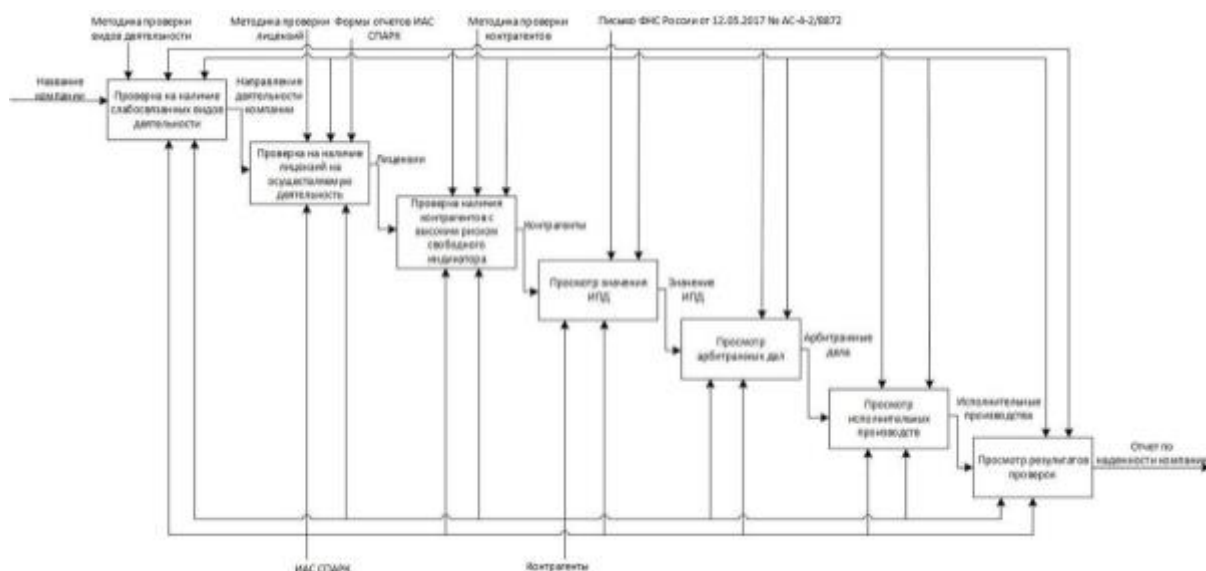 Методика проверки
видов деятельности
Методика проверки
лицензий
Формы отчетов ИАС
СПАРК
Методика проверки
контрагентов
Письмо ФНС России от 12.05.2017 № АС-4-2/8872
Название
компании
Проверка на наличие
слабосвязанных видов
деятельности
Направления
деятельности
компании
Проверка на наличие
лицензий на
осуществляемую
деятельность
Лицензии
Проверка наличия
контрагентов с
высоким риском
свободного
индикатора
Контрагенты
Просмотр значения
ИПД
Значение
ИПД
Просмотр
арбитражных дел
Арбитражные
дела
Просмотр
исполнительных
производств
Исполнительные
производства
Просмотр результатов
проверок
Отчет по
надежности компании
ИАС СПАРК
Контрагенты